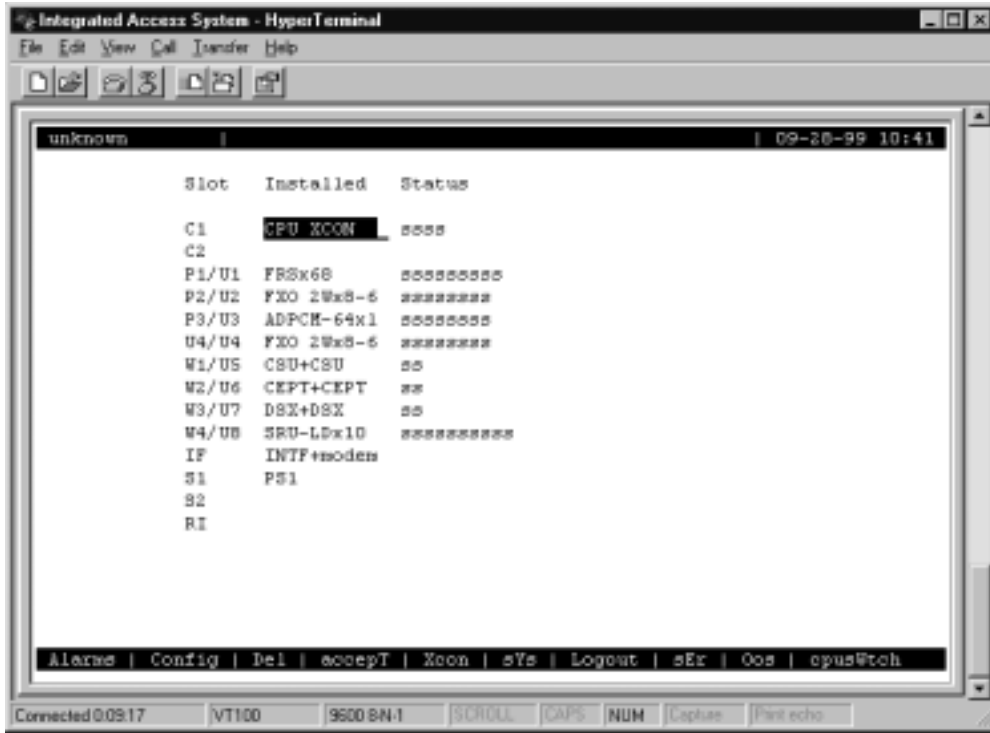 Integrated Access System - HyperTerminal
File Edit View Call Transfer Help
unknown | | 09-28-99 10:41
Slot Installed Status
C1 CPU XCON _ ssss
C2
P1/U1 FRSx68 sssssssss
P2/U2 FXO 2Wx8-6 ssssssss
P3/U3 ADPCM-64x1 ssssssss
U4/U4 FXO 2Wx8-6 ssssssss
W1/U5 CSU+CSU ss
W2/U6 CEPT+CEPT ss
W3/U7 DSX+DSX ss
W4/U8 SRU-LDx10 ssssssssss
IF INTF+modem
S1 PS1
S2
RI
Alarms | Config | Del | accepT | Xcon | sYs | Logout | sEr | Oos | cpusWtch
Connected 0:09:17 VT100 9600 8-N-1 SCROLL CAPS NUM Capture Print echo